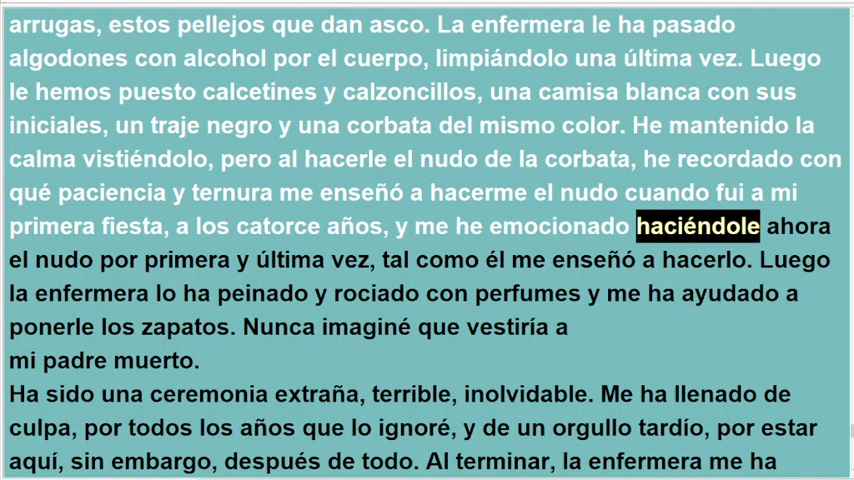 arrugas, estos pellejos que dan asco. La enfermera le ha pasado
algodones con alcohol por el cuerpo, limpiándolo una última vez. Luego
le hemos puesto calcetines y calzoncillos, una camisa blanca con sus
iniciales, un traje negro y una corbata del mismo color. He mantenido la
calma vistiéndolo, pero al hacerle el nudo de la corbata, he recordado con
qué paciencia y ternura me enseñó a hacerme el nudo cuando fui a mi
primera fiesta, a los catorce años, y me he emocionado haciéndole ahora
el nudo por primera y última vez, tal como él me enseñó a hacerlo. Luego
la enfermera lo ha peinado y rociado con perfumes y me ha ayudado a
ponerle los zapatos. Nunca imaginé que vestiría a
mi padre muerto.
Ha sido una ceremonia extraña, terrible, inolvidable. Me ha llenado de
culpa, por todos los años que lo ignoré, y de un orgullo tardío, por estar
aquí, sin embargo, después de todo. Al terminar, la enfermera me ha